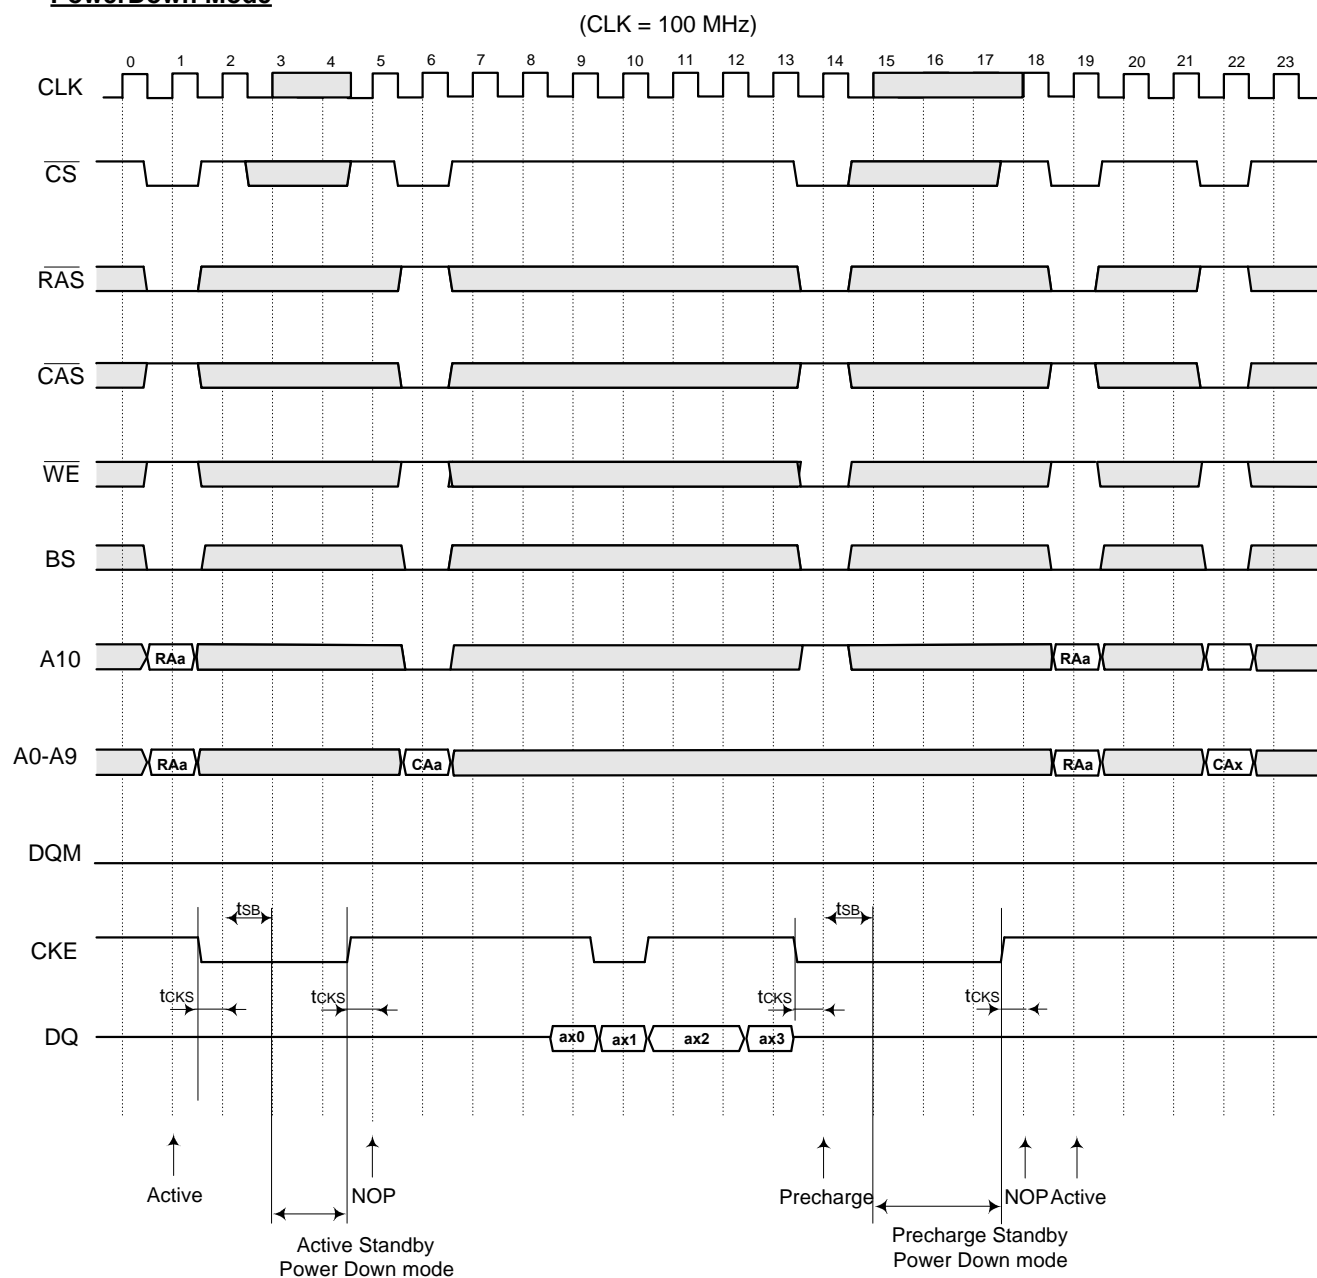 PowerDown Mode
(CLK = 100 MHz)
0 1 2 3 4 5 6 7 8 9 10 11 12 13 14 15 16 17 18 19 20 21 22 23
CLK
CS
RAS
CAS
WE
BS
A10 RAa RAa
A0-A9 RAa CAa RAa CAx
DQM
tSB tSB
CKE
tCKS tCKS tCKS tCKS
DQ ax0 ax1 ax2 ax3
Active NOP Precharge NOP Active
Active Standby
Power Down mode
Precharge Standby
Power Down mode